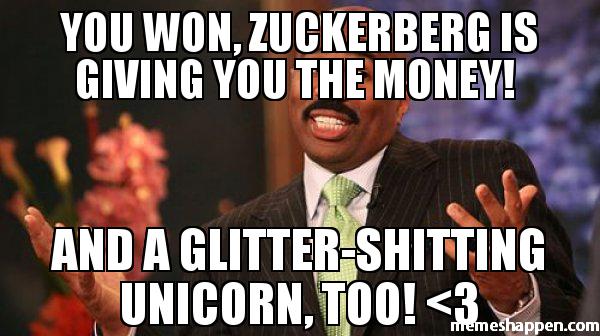 YOU WON, ZUCKERBERG IS
GIVING YOU THE MONEY!
AND A GLITTER-SHITTING
UNICORN, TOO! <3
memeshappen.com